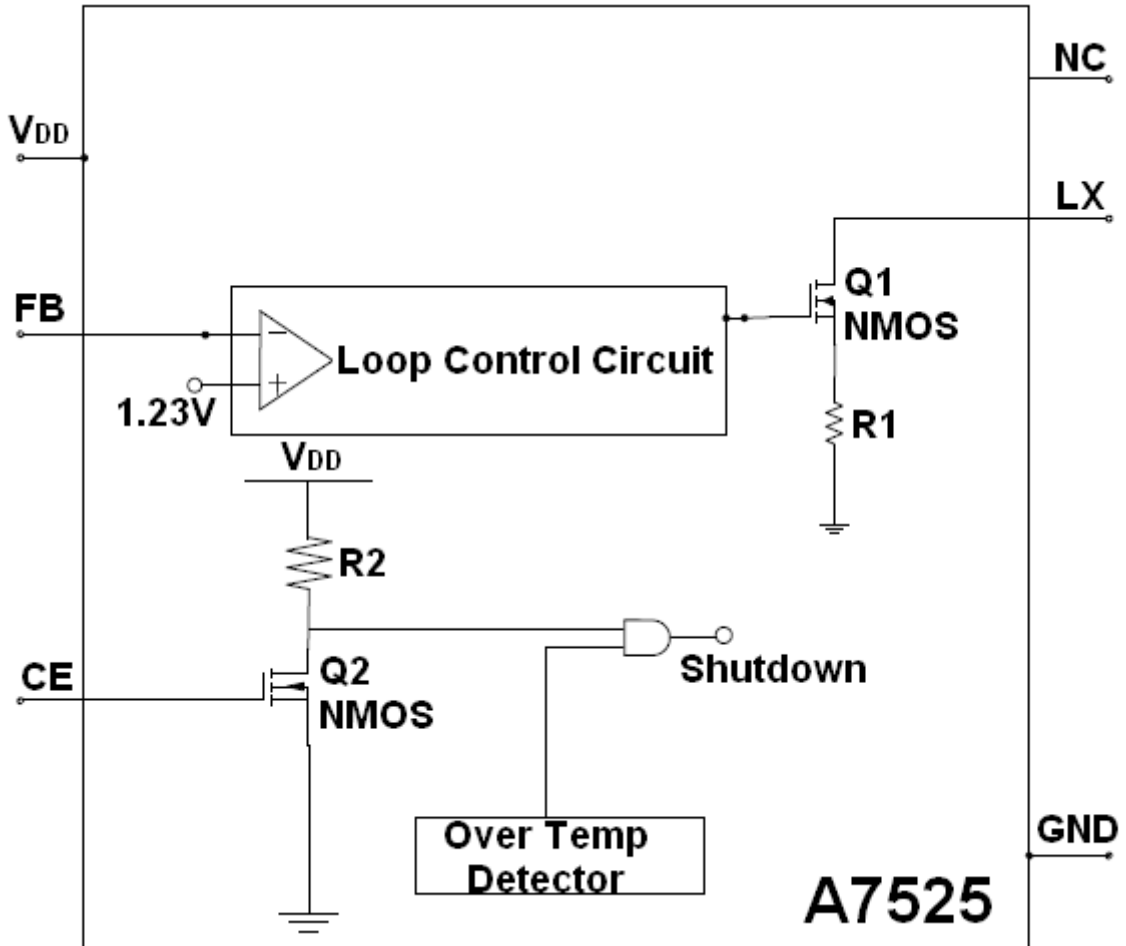 NC
VDD
LX
FB
Q1
NMOS
Loop Control Circuit
1.23V
R1
VDD
R2
CE
Q2
NMOS
Shutdown
Over Temp
Detector
GND
A7525